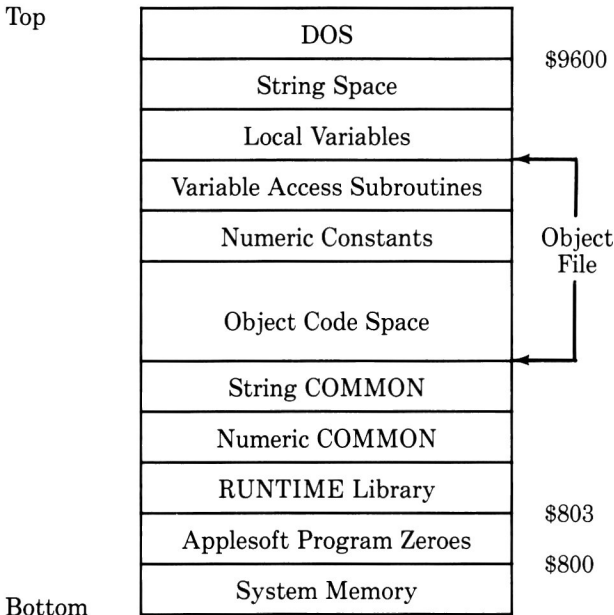 Top
DOS
$9600
String Space
Local Variables
Variable Access Subroutines
Numeric Constants
Object
File
Object Code Space
String COMMON
Numeric COMMON
RUNTIME Library
$803
Applesoft Program Zeroes
$800
System Memory
Bottom